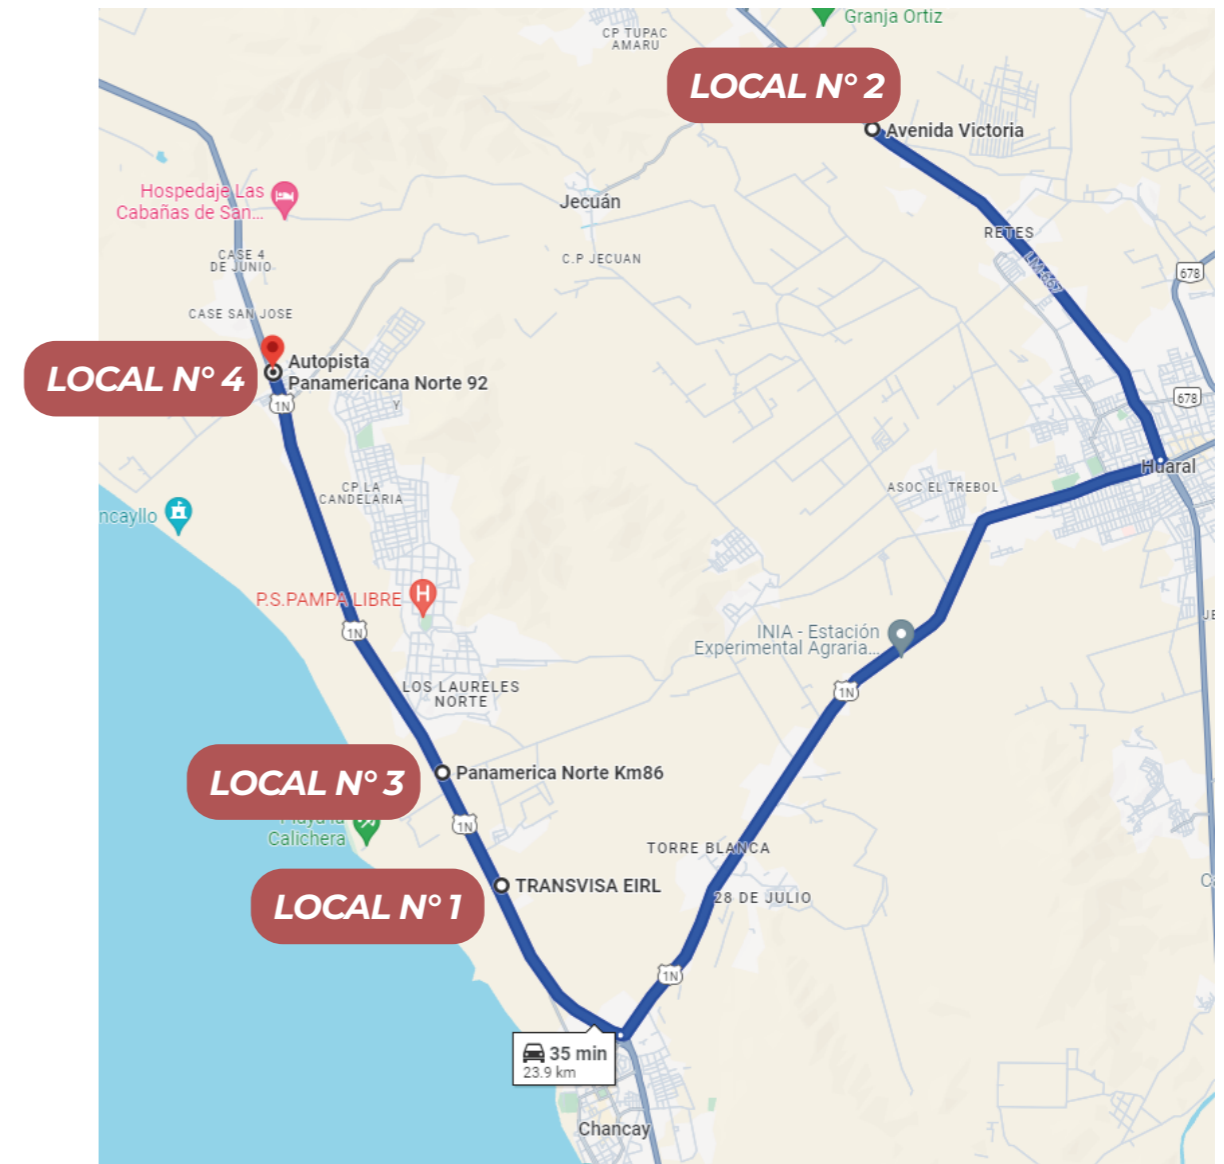 Granja Ortiz
CP TUPAC
AMARU
LOCAL N° 2
Avenida Victoria
Hospedaje Las
Cabañas de San...
Jecuán
RETES
CASE 4
DE JUNIO
C.P JECUAN
LM-667
678
CASE SAN JOSE
LOCAL N° 4
Autopista
Panamericana Norte 92
1N
678
Huaral
CP LA
CANDELARIA
ASOC EL TREBOL
ncayllo
P.S.PAMPA LIBRE
H
1N
INIA - Estación
Experimental Agraria...
JE
LOS LAURELES
NORTE
1N
LOCAL N° 3
Panamerica Norte Km86
1N
Calichera
TORRE BLANCA
LOCAL N° 1
TRANSVISA EIRL
28 DE JULIO
1N
35 min
23.9 km
Chancay